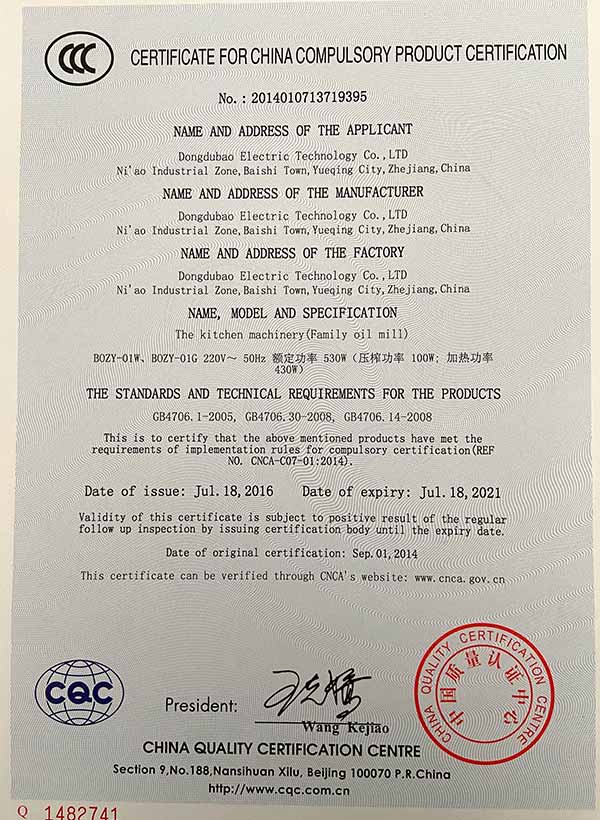 CCC
CERTIFICATE FOR CHINA COMPULSORY PRODUCT CERTIFICATION
No. : 2014010713719395
NAME AND ADDRESS OF THE APPLICANT
Dongdubao Electric Technology Co., LTD
Ni'ao Industrial Zone, Baishi Town, Yueqing City, Zhejiang, China
NAME AND ADDRESS OF THE MANUFACTURER
Dongdubao Electric Technology Co., LTD
Ni'ao Industrial Zone, Baishi Town, Yueqing City, Zhejiang, China
NAME AND ADDRESS OF THE FACTORY
Dongdubao Electric Technology Co., LTD
Ni'ao Industrial Zone, Baishi Town, Yueqing City, Zhejiang, China
NAME, MODEL AND SPECIFICATION
The kitchen machinery(Family oil mill)
BOZY-01W、BOZY-01G 220V～ 50Hz 额定功率 530W（压榨功率 100W; 加热功率
430W）
THE STANDARDS AND TECHNICAL REQUIREMENTS FOR THE PRODUCTS
GB4706.1-2005, GB4706.30-2008, GB4706.14-2008
This is to certify that the above mentioned products have met the
requirements of implementation rules for compulsory certification(REF
NO. CNCA-C07-01:2014).
Date of issue: Jul. 18, 2016 Date of expiry: Jul. 18, 2021
Validity of this certificate is subject to positive result of the regular
follow up inspection by issuing certification body until the expiry date.
Date of original certification: Sep. 01, 2014
This certificate can be verified through CNCA's website: www.cnca.gov.cn
CQC
President:
王克娇
Wang Kejiao
CHINA QUALITY CERTIFICATION CENTRE
中国质量认证中心
CHINA QUALITY CERTIFICATION CENTRE
Section 9, No.188, Nansihuan Xilu, Beijing 100070 P.R.China
http://www.cqc.com.cn
Q 1482741